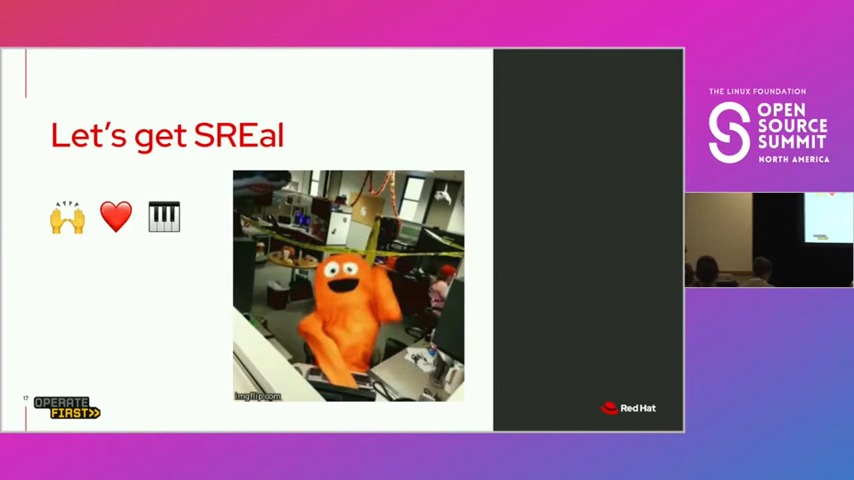 Let's get SREal
imgflip.com
17
OPERATE
FIRST>>
Red Hat
THE LINUX FOUNDATION
OPEN
SOURCE
SUMMIT
NORTH AMERICA